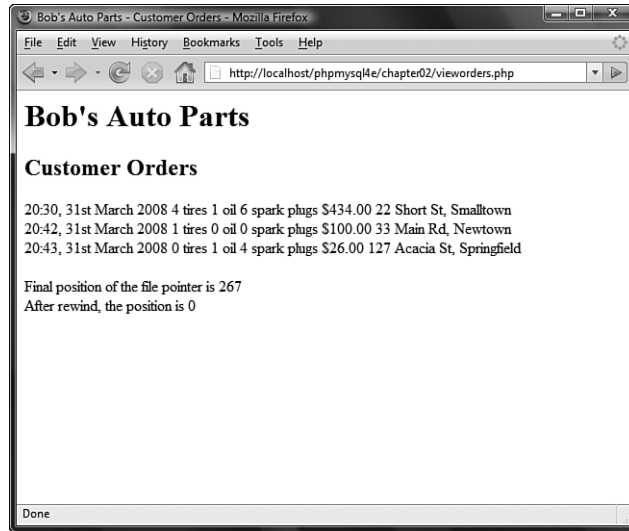 Bob's Auto Parts - Customer Orders - Mozilla Firefox
File Edit View History Bookmarks Tools Help
http://localhost/phpmysql4e/chapter02/vieworders.php
Bob's Auto Parts
Customer Orders
20:30, 31st March 2008 4 tires 1 oil 6 spark plugs $434.00 22 Short St, Smalltown
20:42, 31st March 2008 1 tires 0 oil 0 spark plugs $100.00 33 Main Rd, Newtown
20:43, 31st March 2008 0 tires 1 oil 4 spark plugs $26.00 127 Acacia St, Springfield
Final position of the file pointer is 267
After rewind, the position is 0
Done